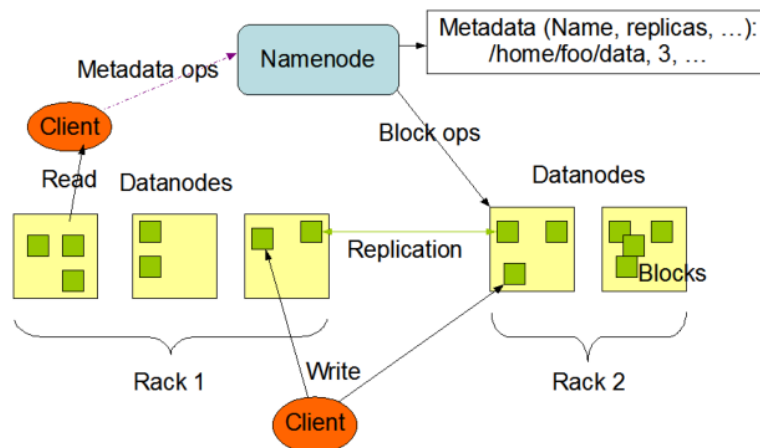 Metadata (Name, replicas, …):
/home/foo/data, 3, …
Namenode
Metadata ops
Client
Block ops
Read
Datanodes
Datanodes
Replication
Blocks
Rack 1
Write
Rack 2
Client